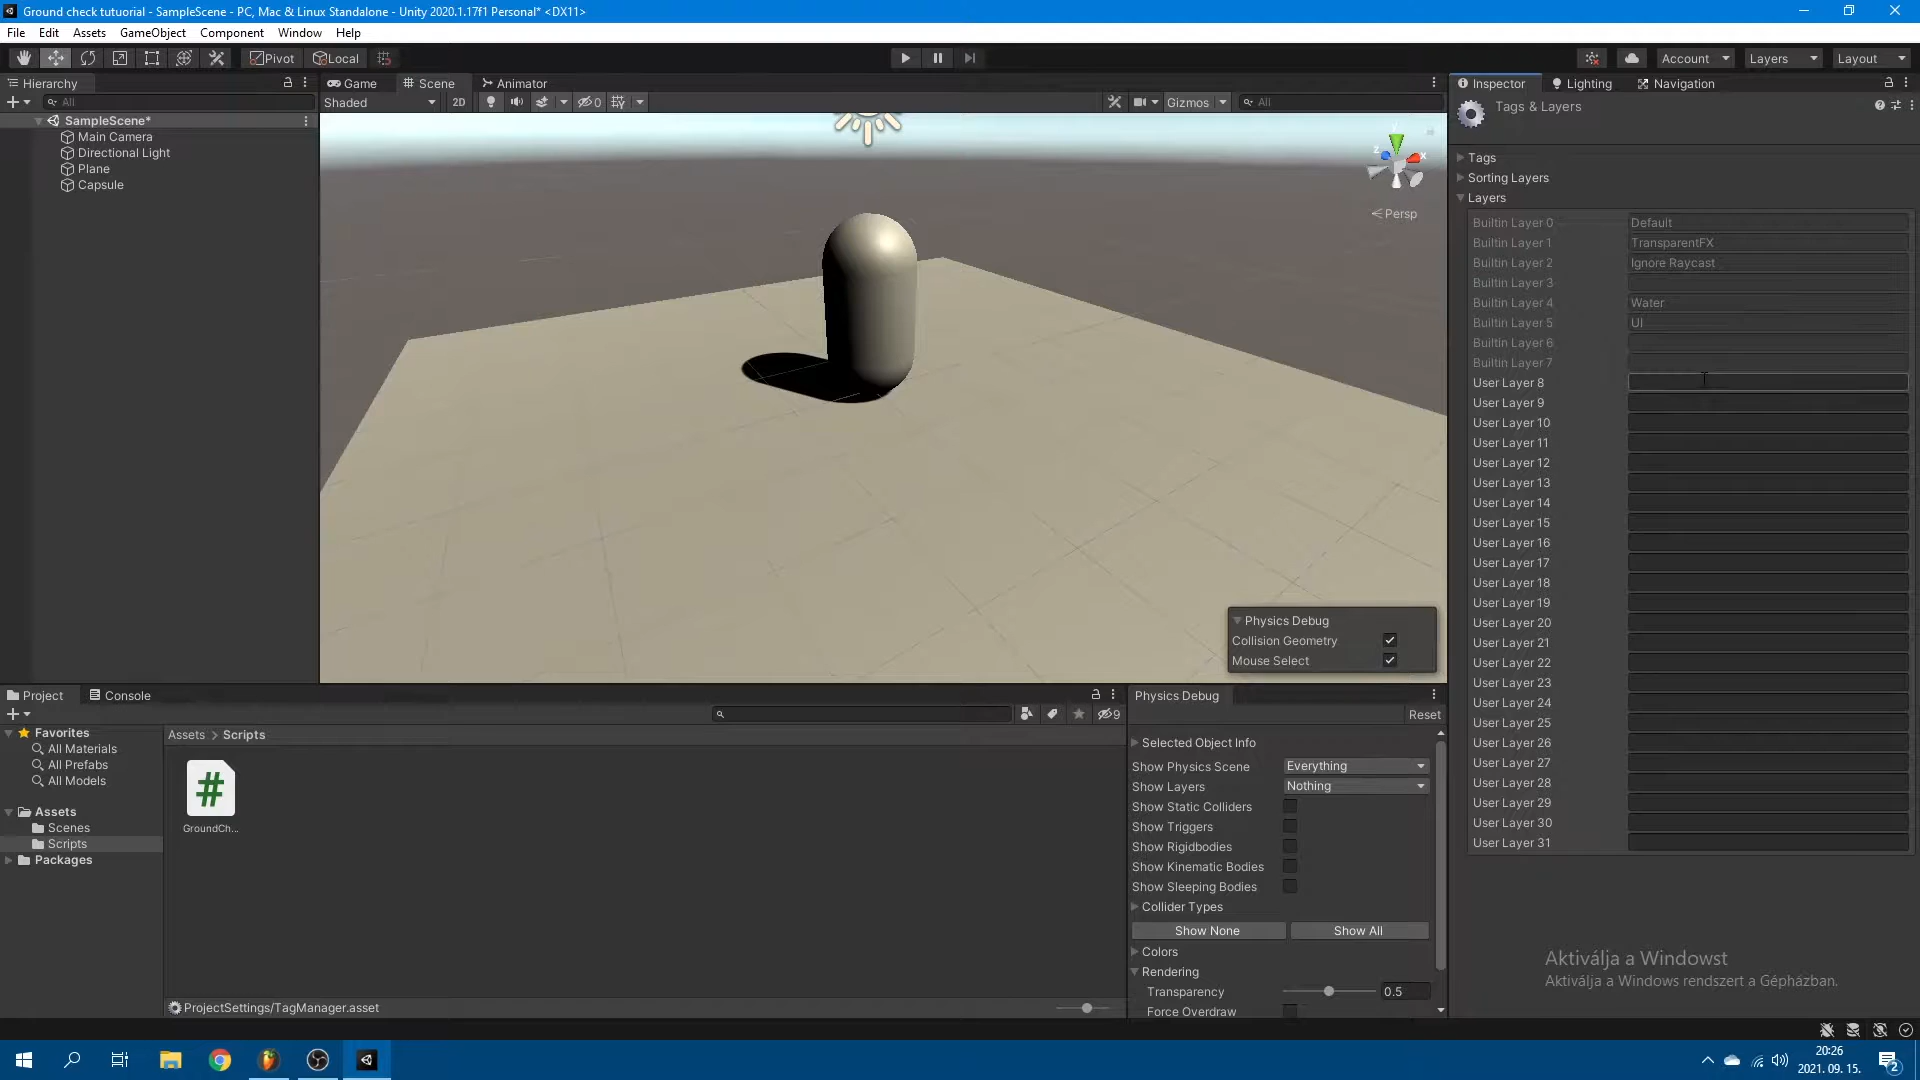 Ground check tutuorial - SampleScene - PC, Mac & Linux Standalone - Unity 2020.1.17f1 Personal* <DX11>
File Edit Assets GameObject Component Window Help
Pivot Local Account Layers Layout
Hierarchy
All
SampleScene*
Main Camera
Directional Light
Plane
Capsule
Game Scene Animator
Shaded 2D 0 Gizmos All
Y
Z X
Persp
Physics Debug
Collision Geometry
Mouse Select
Inspector Lighting Navigation
Tags & Layers
Tags
Sorting Layers
Layers
Builtin Layer 0 Default
Builtin Layer 1 TransparentFX
Builtin Layer 2 Ignore Raycast
Builtin Layer 3
Builtin Layer 4 Water
Builtin Layer 5 UI
Builtin Layer 6
Builtin Layer 7
User Layer 8
User Layer 9
User Layer 10
User Layer 11
User Layer 12
User Layer 13
User Layer 14
User Layer 15
User Layer 16
User Layer 17
User Layer 18
User Layer 19
User Layer 20
User Layer 21
User Layer 22
User Layer 23
User Layer 24
User Layer 25
User Layer 26
User Layer 27
User Layer 28
User Layer 29
User Layer 30
User Layer 31
Project Console
9
Favorites
All Materials
All Prefabs
All Models
Assets
Scenes
Scripts
Packages
Assets > Scripts
#
GroundCh...
ProjectSettings/TagManager.asset
Physics Debug
Reset
Selected Object Info
Show Physics Scene Everything
Show Layers Nothing
Show Static Colliders
Show Triggers
Show Rigidbodies
Show Kinematic Bodies
Show Sleeping Bodies
Collider Types
Show None Show All
Colors
Rendering
Transparency 0.5
Force Overdraw
Aktiválja a Windowst
Aktiválja a Windows rendszert a Gépházban.
20:26
2021. 09. 15.
2